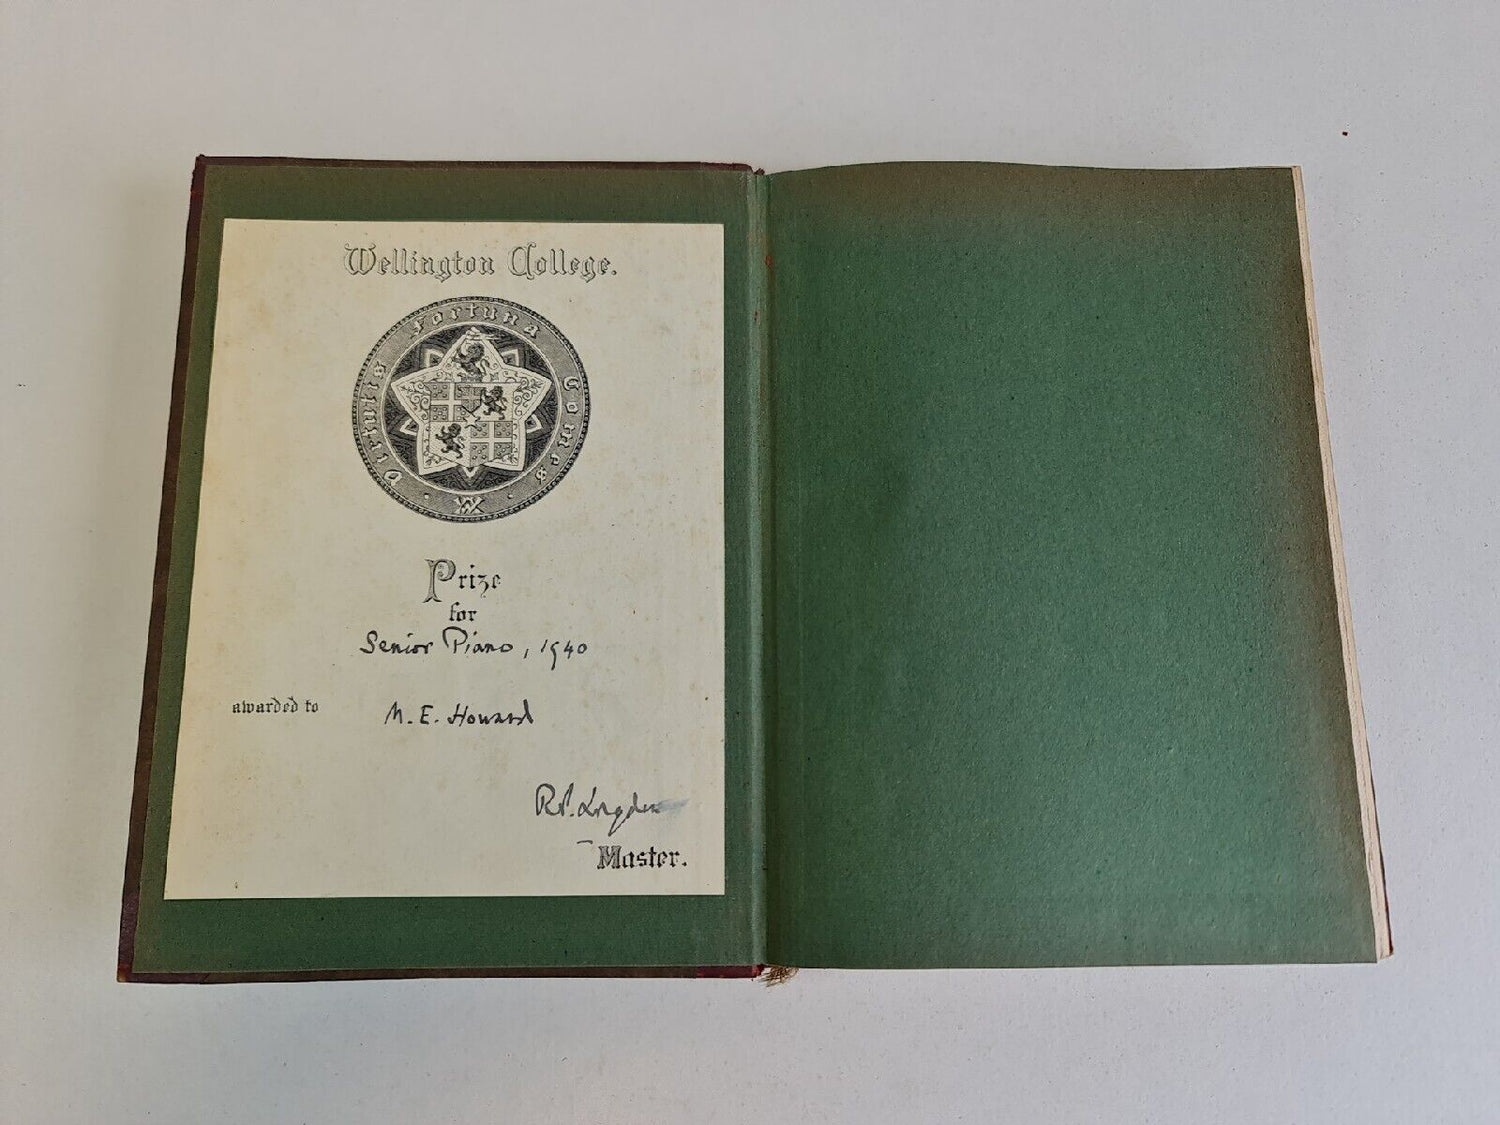 Wellington College.
Virtutis Fortuna Comes
W
Prize
for
Senior Piano, 1940
awarded to M. E. Howard
Master.